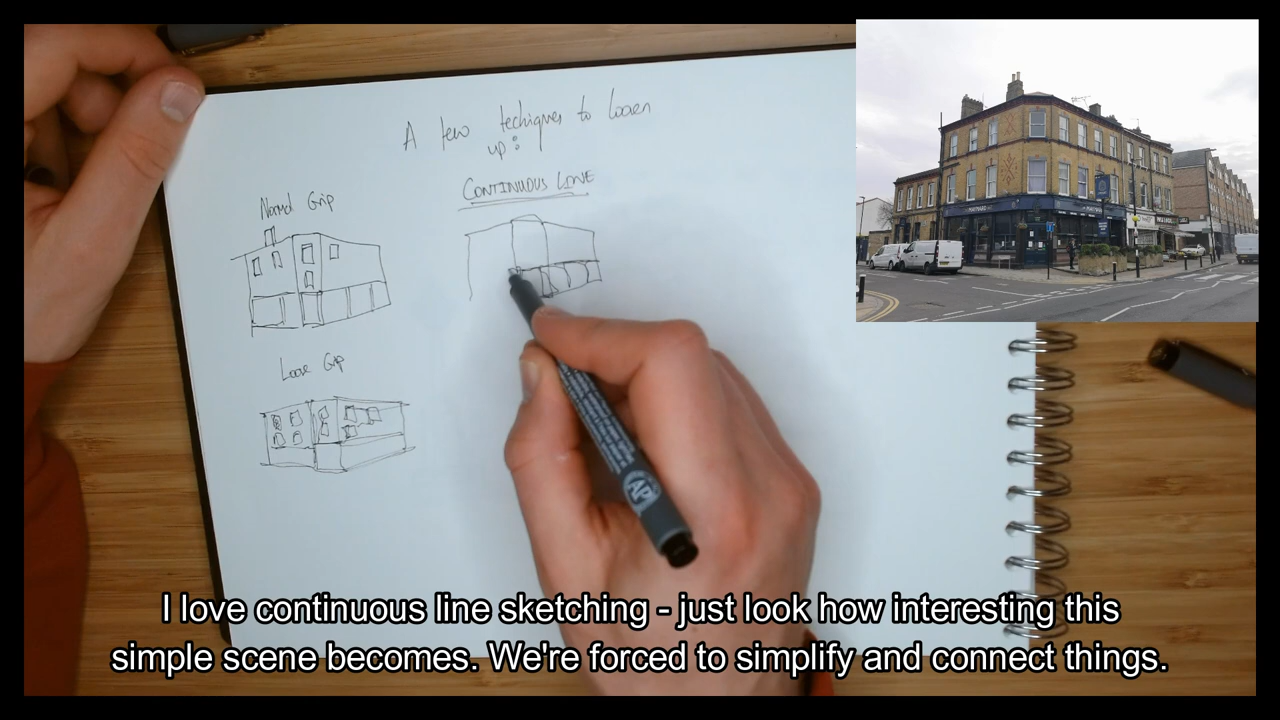 A few techiques to loosen
up:
CONTINUOUS LINE
Normal Grip
Loose Grip
I love continuous line sketching - just look how interesting this
simple scene becomes. We're forced to simplify and connect things.